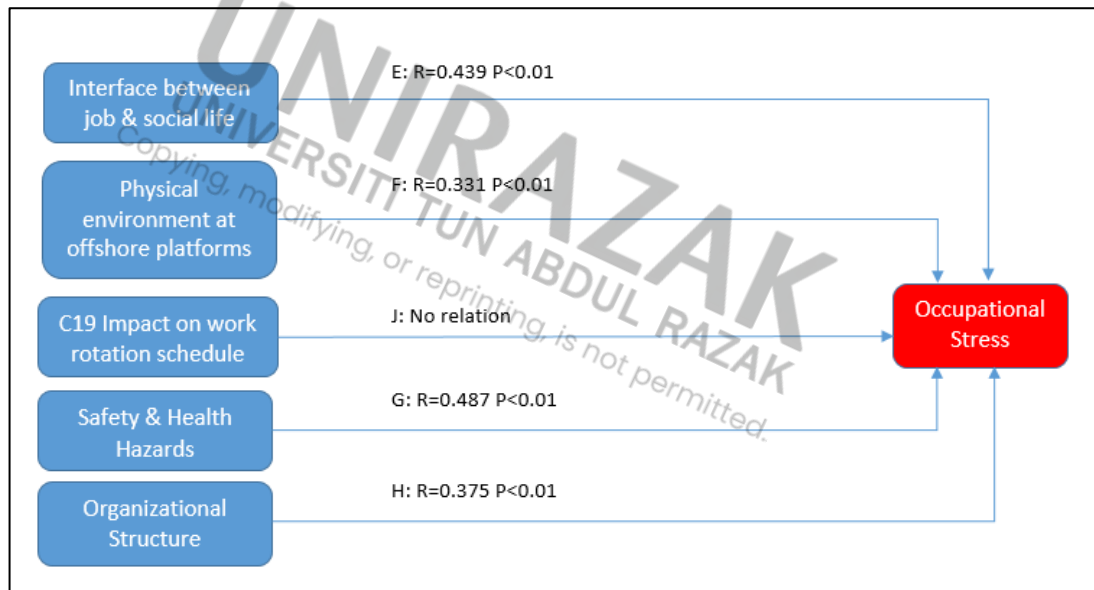 Interface between
job & social life
E: R=0.439 P<0.01
Physical
environment at
offshore platforms
F: R=0.331 P<0.01
C19 Impact on work
rotation schedule
J: No relation
Safety & Health
Hazards
G: R=0.487 P<0.01
Organizational
Structure
H: R=0.375 P<0.01
Occupational
Stress
UNIRAZAK
UNIVERSITI TUN ABDUL RAZAK
Copying, modifying, or reprinting, is not permitted.